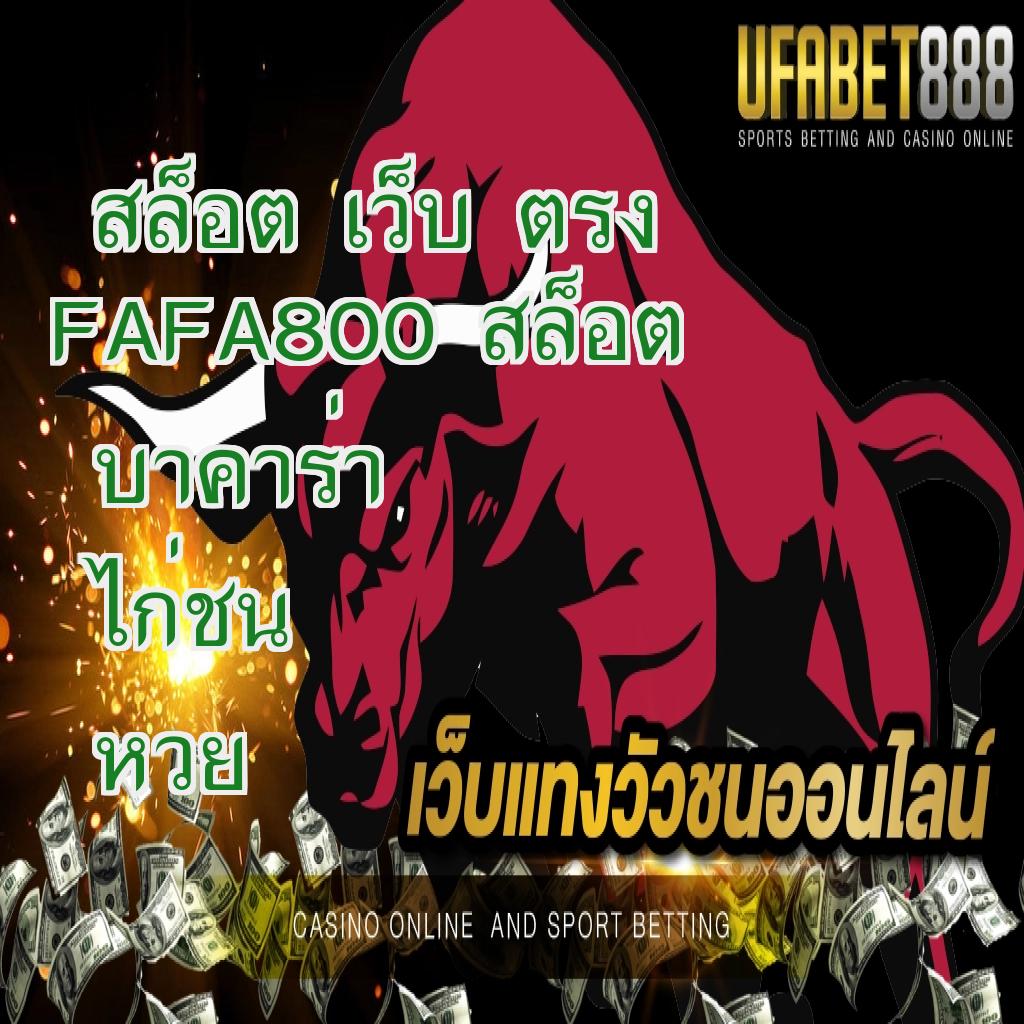 UFABET888
SPORTS BETTING AND CASINO ONLINE
สล็อต เว็บ ตรง
FAFA800 สล็อต
บาคาร่า
ไก่ชน
หวย
เว็บแทงวัวชนออนไลน์
CASINO ONLINE AND SPORT BETTING